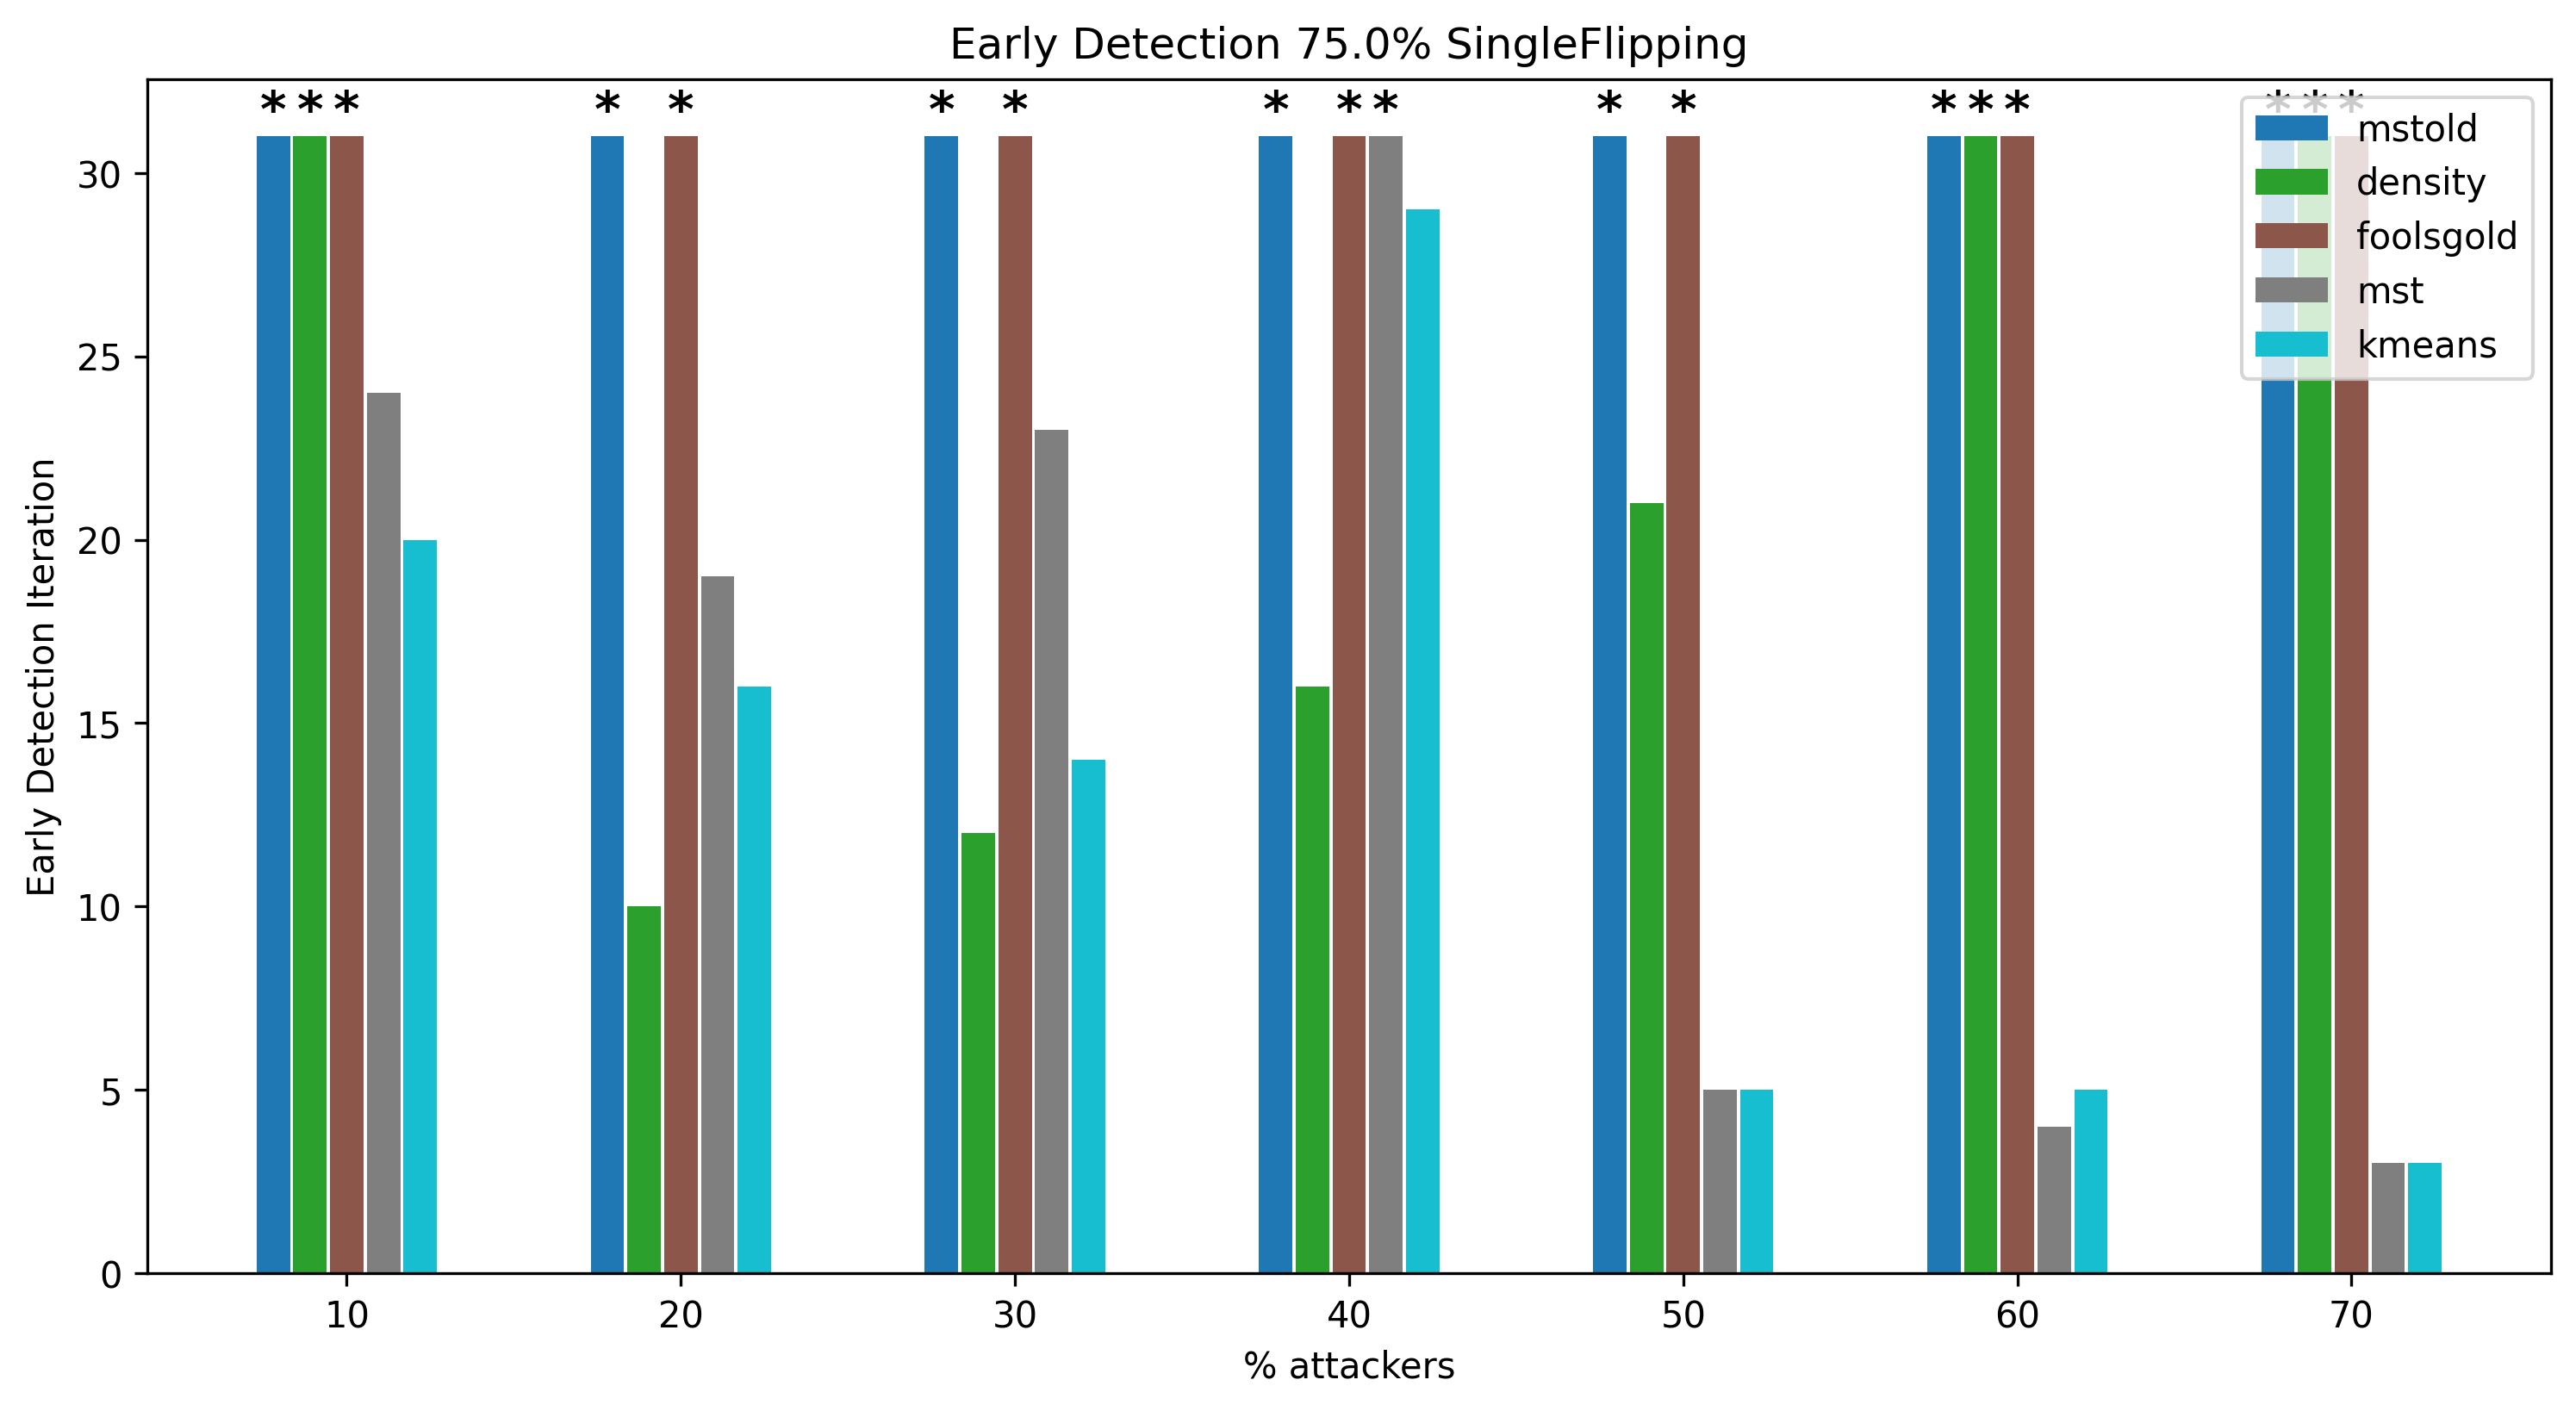 Early Detection 75.0% SingleFlipping
* * * * * * * * * * * * * * * * * *
mstold
density
foolsgold
mst
kmeans
Early Detection Iteration
30
25
20
15
10
5
0
10 20 30 40 50 60 70
% attackers